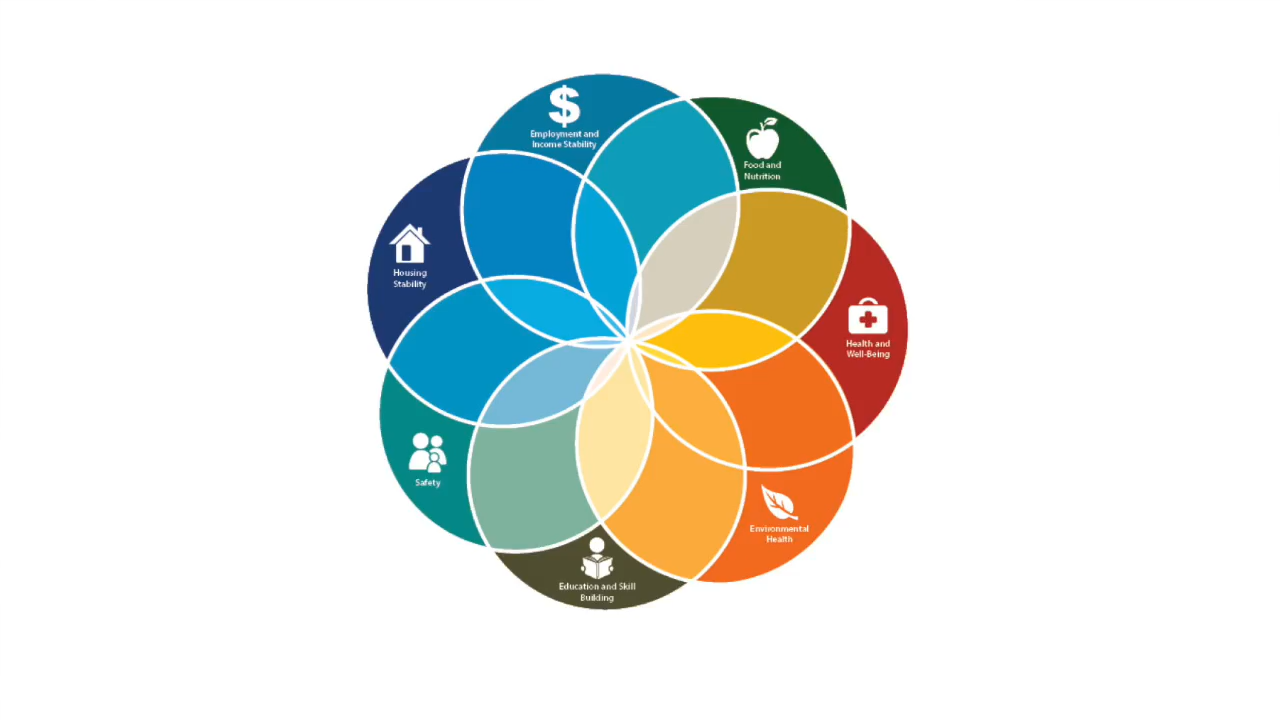 $
Employment and
Income Stability
Food and
Nutrition
Housing
Stability
Health and
Well-Being
Safety
Environmental
Health
Education and Skill
Building